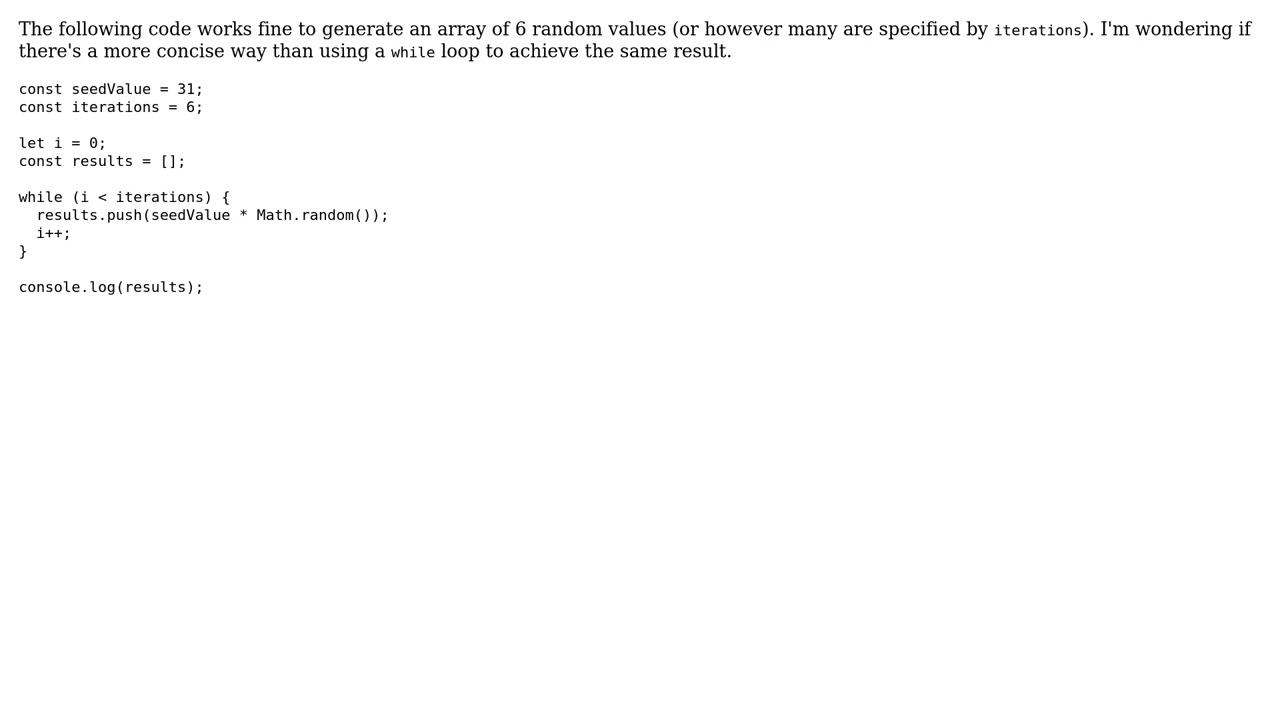 The following code works fine to generate an array of 6 random values (or however many are specified by iterations). I'm wondering if
there's a more concise way than using a while loop to achieve the same result.
const seedValue = 31;
const iterations = 6;
let i = 0;
const results = [];
while (i < iterations) {
  results.push(seedValue * Math.random());
  i++;
}
console.log(results);